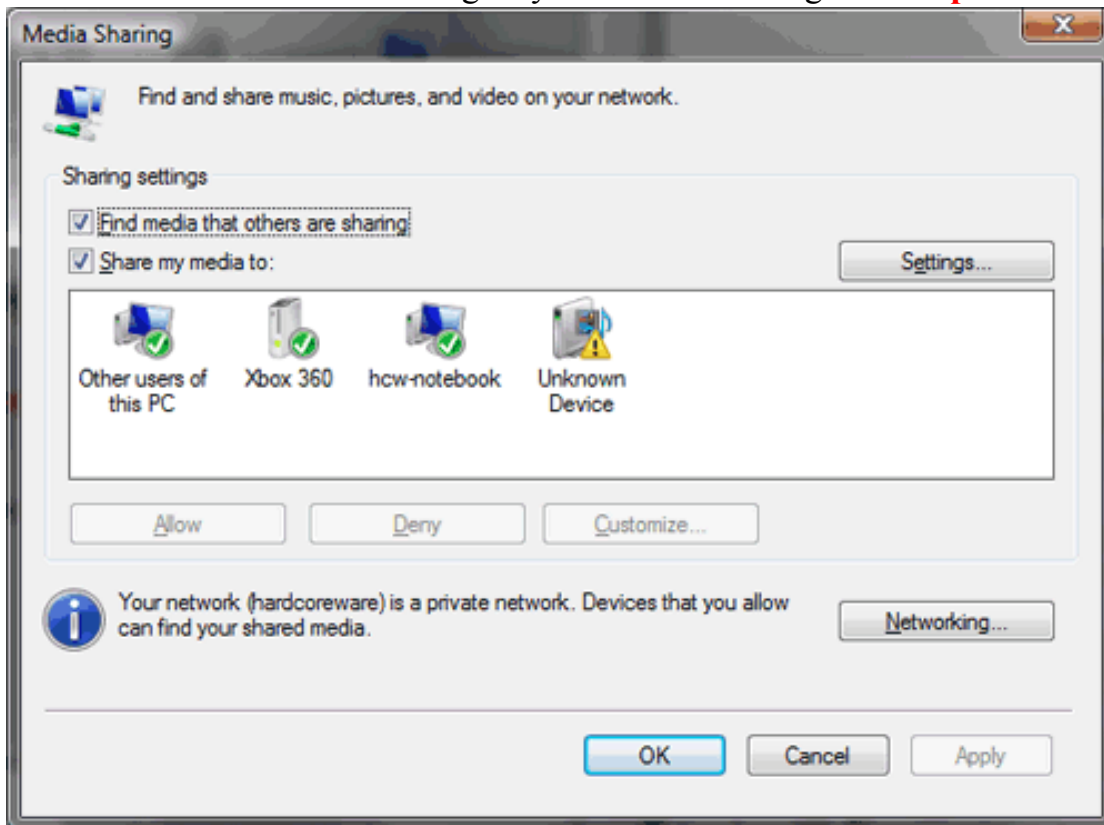 Media Sharing
Find and share music, pictures, and video on your network.
Sharing settings
Find media that others are sharing
Share my media to:
Settings...
Other users of this PC
Xbox 360
hcw-notebook
Unknown Device
Allow
Deny
Customize...
Your network (hardcoreware) is a private network. Devices that you allow
can find your shared media.
Networking...
OK
Cancel
Apply